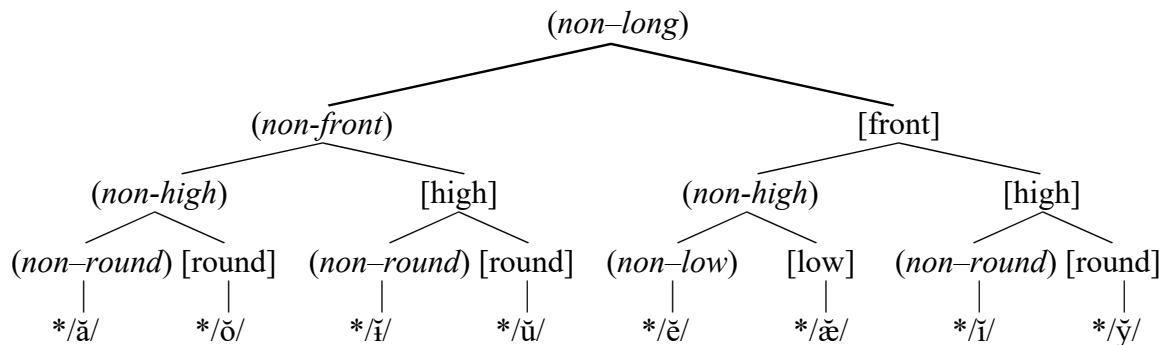 (non–long)
(non-front) [front]
(non-high) [high] (non-high) [high]
(non–round) [round] (non–round) [round] (non–low) [low] (non–round) [round]
*/ă/ */ŏ/ */ɨ̆/ */ŭ/ */ĕ/ */æ̆/ */ĭ/ */y̆/